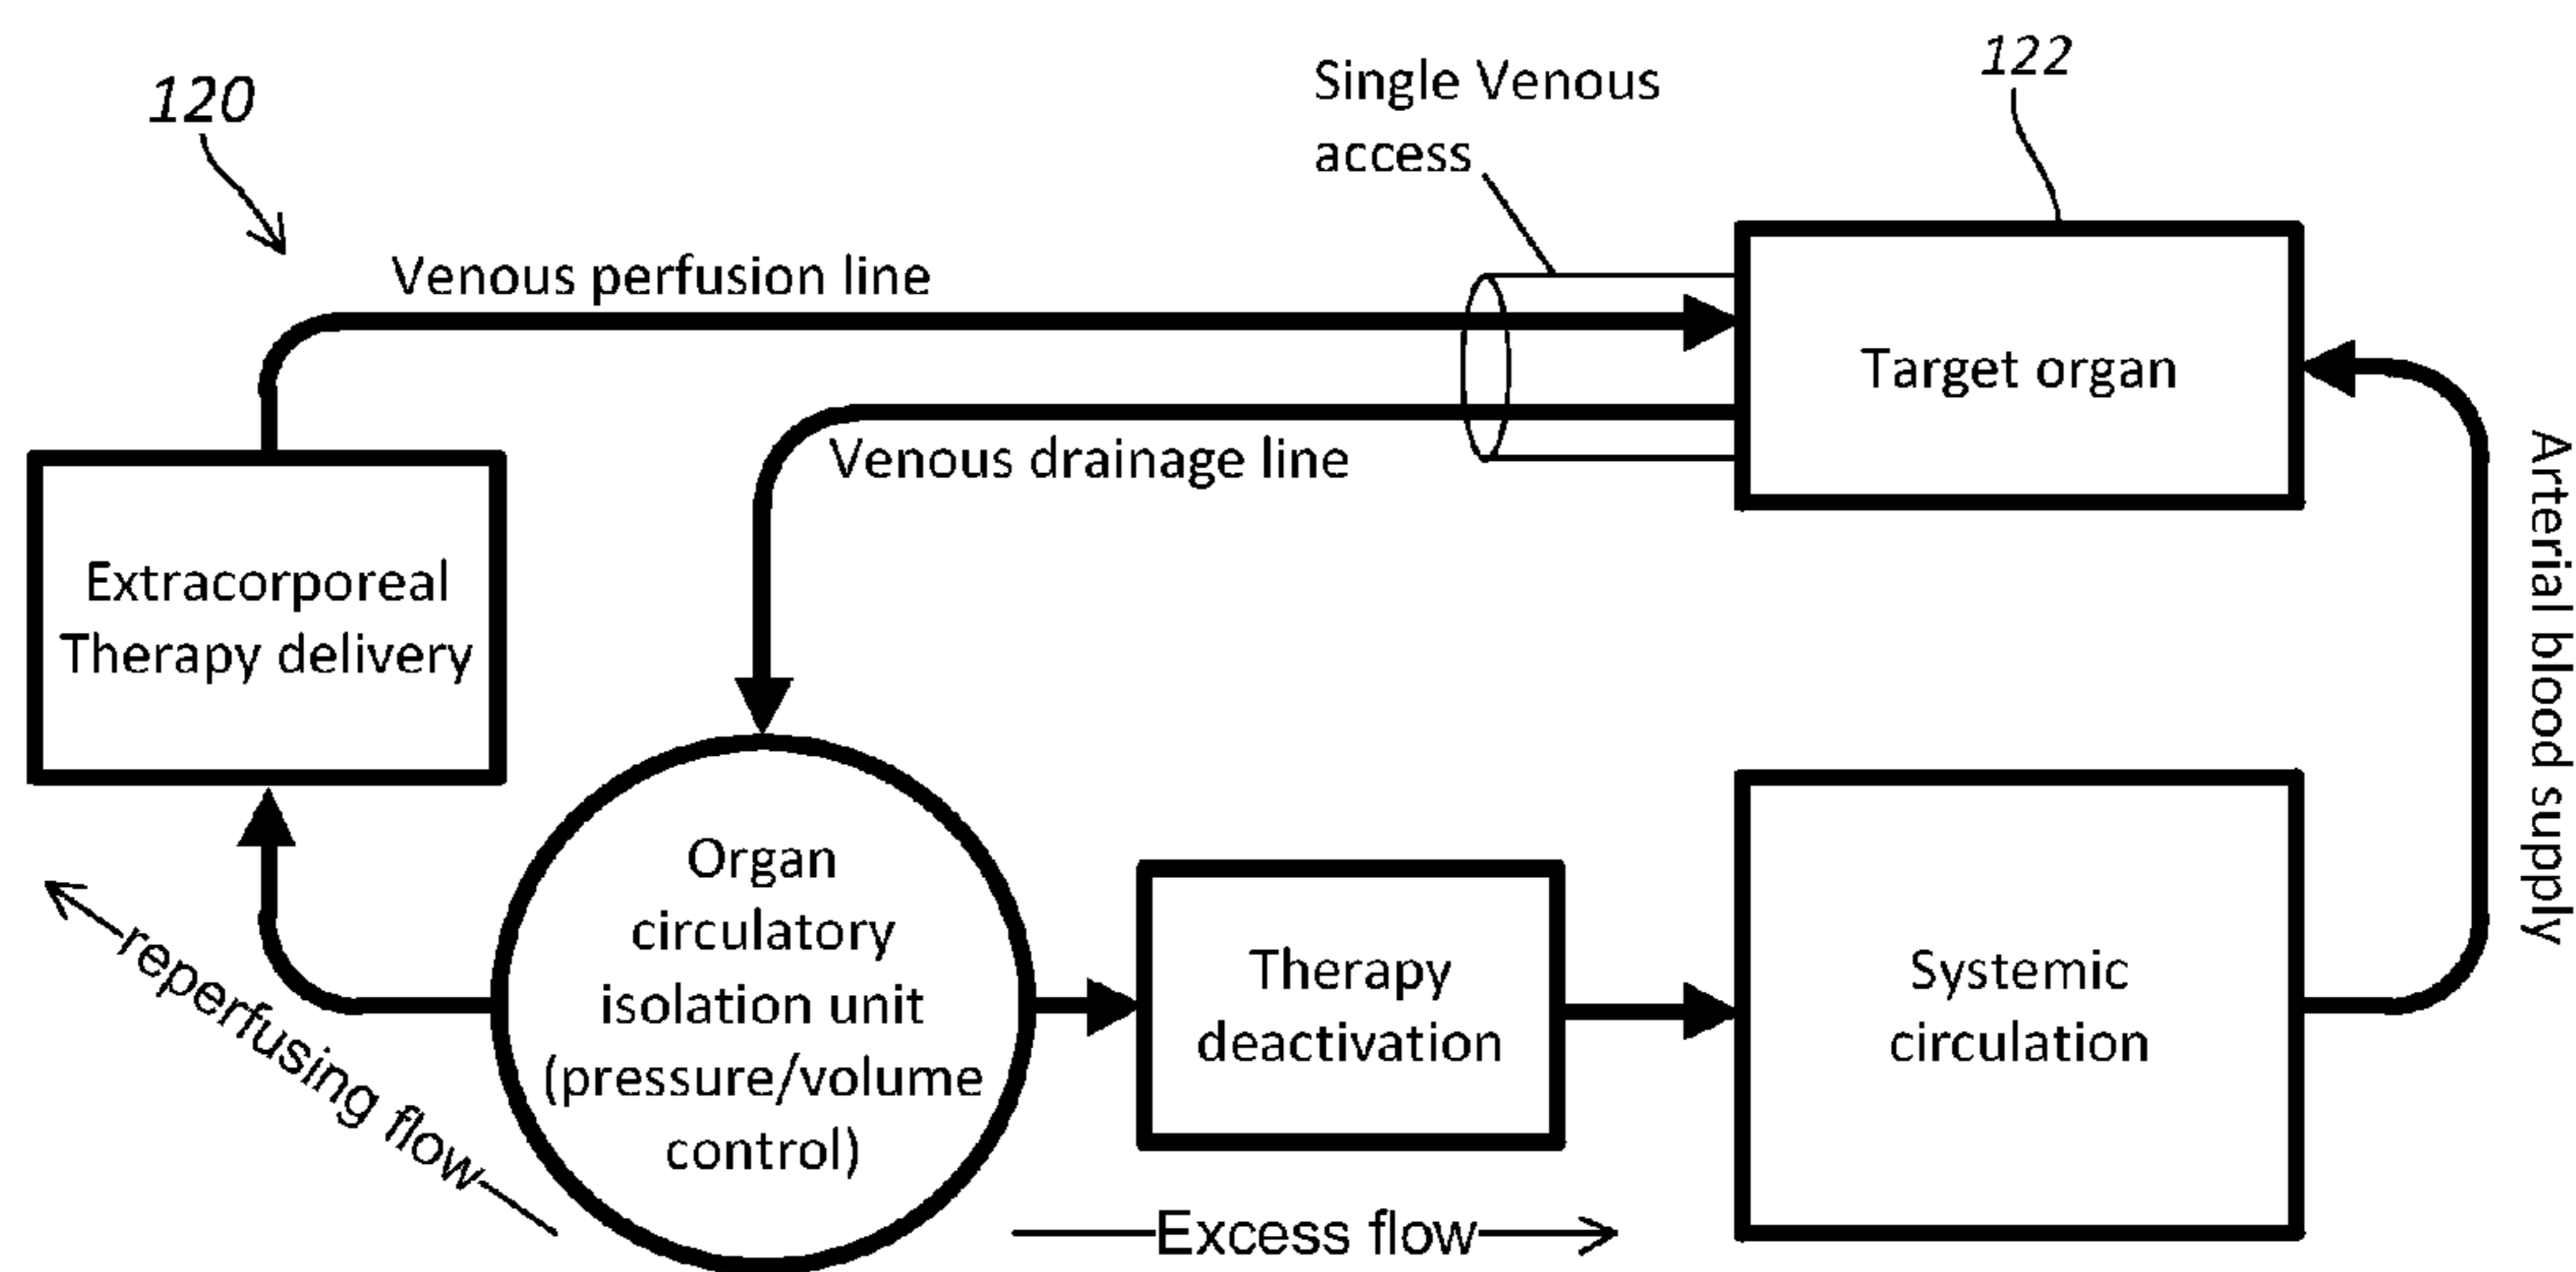 120
Single Venous
access
122
Venous perfusion line
Target organ
Venous drainage line
Arterial blood supply
Extracorporeal
Therapy delivery
Organ
circulatory
isolation unit
(pressure/volume
control)
reperfusing flow
Therapy
deactivation
Systemic
circulation
Excess flow